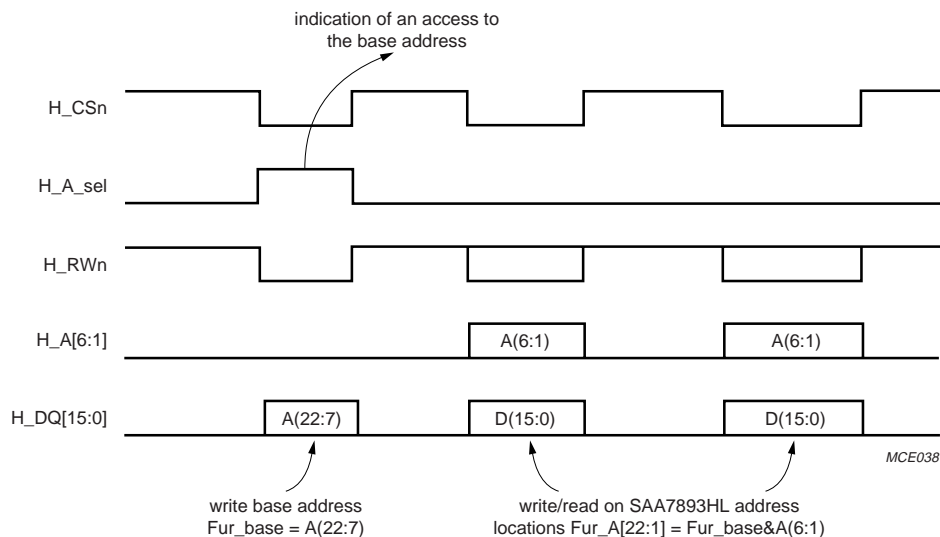 indication of an access to
the base address
H_CSn
H_A_sel
H_RWn
H_A[6:1]
A(6:1)
A(6:1)
H_DQ[15:0]
A(22:7)
D(15:0)
D(15:0)
MCE038
write base address
Fur_base = A(22:7)
write/read on SAA7893HL address
locations Fur_A[22:1] = Fur_base&A(6:1)